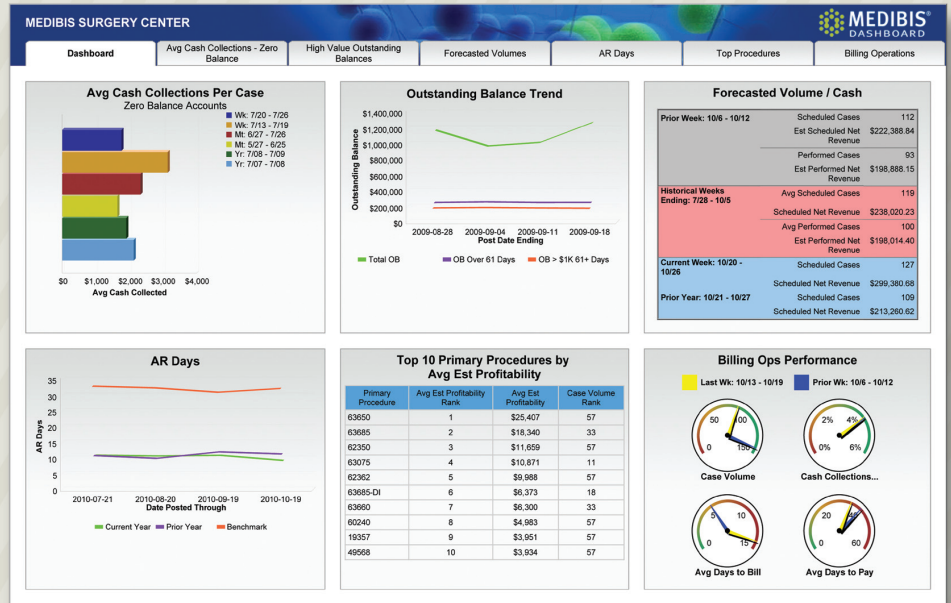 MEDIBIS SURGERY CENTER
MEDIBIS®
DASHBOARD
Dashboard
Avg Cash Collections - Zero
Balance
High Value Outstanding
Balances
Forecasted Volumes
AR Days
Top Procedures
Billing Operations
Avg Cash Collections Per Case
Zero Balance Accounts
Wk: 7/20 - 7/26
Wk: 7/13 - 7/19
Mt: 6/27 - 7/26
Mt: 5/27 - 6/25
Yr: 7/08 - 7/09
Yr: 7/07 - 7/08
$0 $1,000 $2,000 $3,000 $4,000
Avg Cash Collected
Outstanding Balance Trend
Outstanding Balance
$1,400,000
$1,200,000
$1,000,000
$800,000
$600,000
$400,000
$200,000
$0
2009-08-28 2009-09-04 2009-09-11 2009-09-18
Post Date Ending
Total OB OB Over 61 Days OB > $1K 61+ Days
Forecasted Volume / Cash
Prior Week: 10/6 - 10/12 Scheduled Cases 112
Est Scheduled Net $222,388.84
Revenue
Performed Cases 93
Est Performed Net $198,888.15
Revenue
Historical Weeks Avg Scheduled Cases 119
Ending: 7/28 - 10/5
Scheduled Net Revenue $238,020.23
Avg Performed Cases 100
Est Performed Net $198,014.40
Revenue
Current Week: 10/20 - Scheduled Cases 127
10/26
Scheduled Net Revenue $299,380.68
Prior Year: 10/21 - 10/27 Scheduled Cases 109
Scheduled Net Revenue $213,260.62
AR Days
AR Days
35
30
25
20
15
10
5
0
2010-07-21 2010-08-20 2010-09-19 2010-10-19
Date Posted Through
Current Year Prior Year Benchmark
Top 10 Primary Procedures by
Avg Est Profitability
Primary Avg Est Profitability Avg Est Case Volume
Procedure Rank Profitability Rank
63650 1 $25,407 57
63685 2 $18,340 33
62350 3 $11,659 57
63075 4 $10,871 11
62362 5 $9,988 57
63685-DI 6 $6,373 18
63660 7 $6,300 33
60240 8 $4,983 57
19357 9 $3,951 57
49568 10 $3,934 57
Billing Ops Performance
Last Wk: 10/13 - 10/19 Prior Wk: 10/6 - 10/12
50 100 2% 4%
0 150 0% 6%
Case Volume Cash Collections...
5 10 20 40
0 15 0 60
Avg Days to Bill Avg Days to Pay